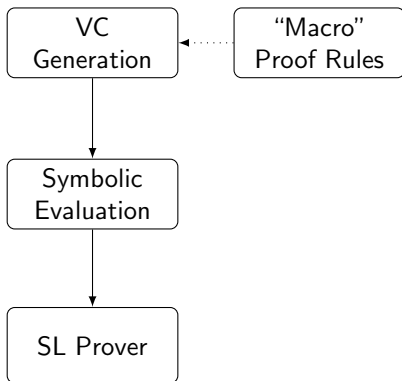 VC
Generation
“Macro”
Proof Rules
Symbolic
Evaluation
SL Prover